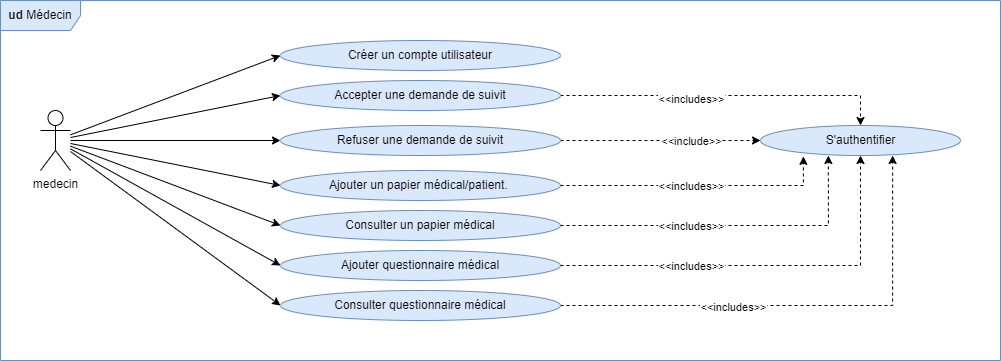 ud Médecin
Créer un compte utilisateur
Accepter une demande de suivit
<<includes>>
Refuser une demande de suivit
<<include>>
S'authentifier
medecin
Ajouter un papier médical/patient.
<<includes>>
Consulter un papier médical
<<includes>>
Ajouter questionnaire médical
<<includes>>
Consulter questionnaire médical
<<includes>>